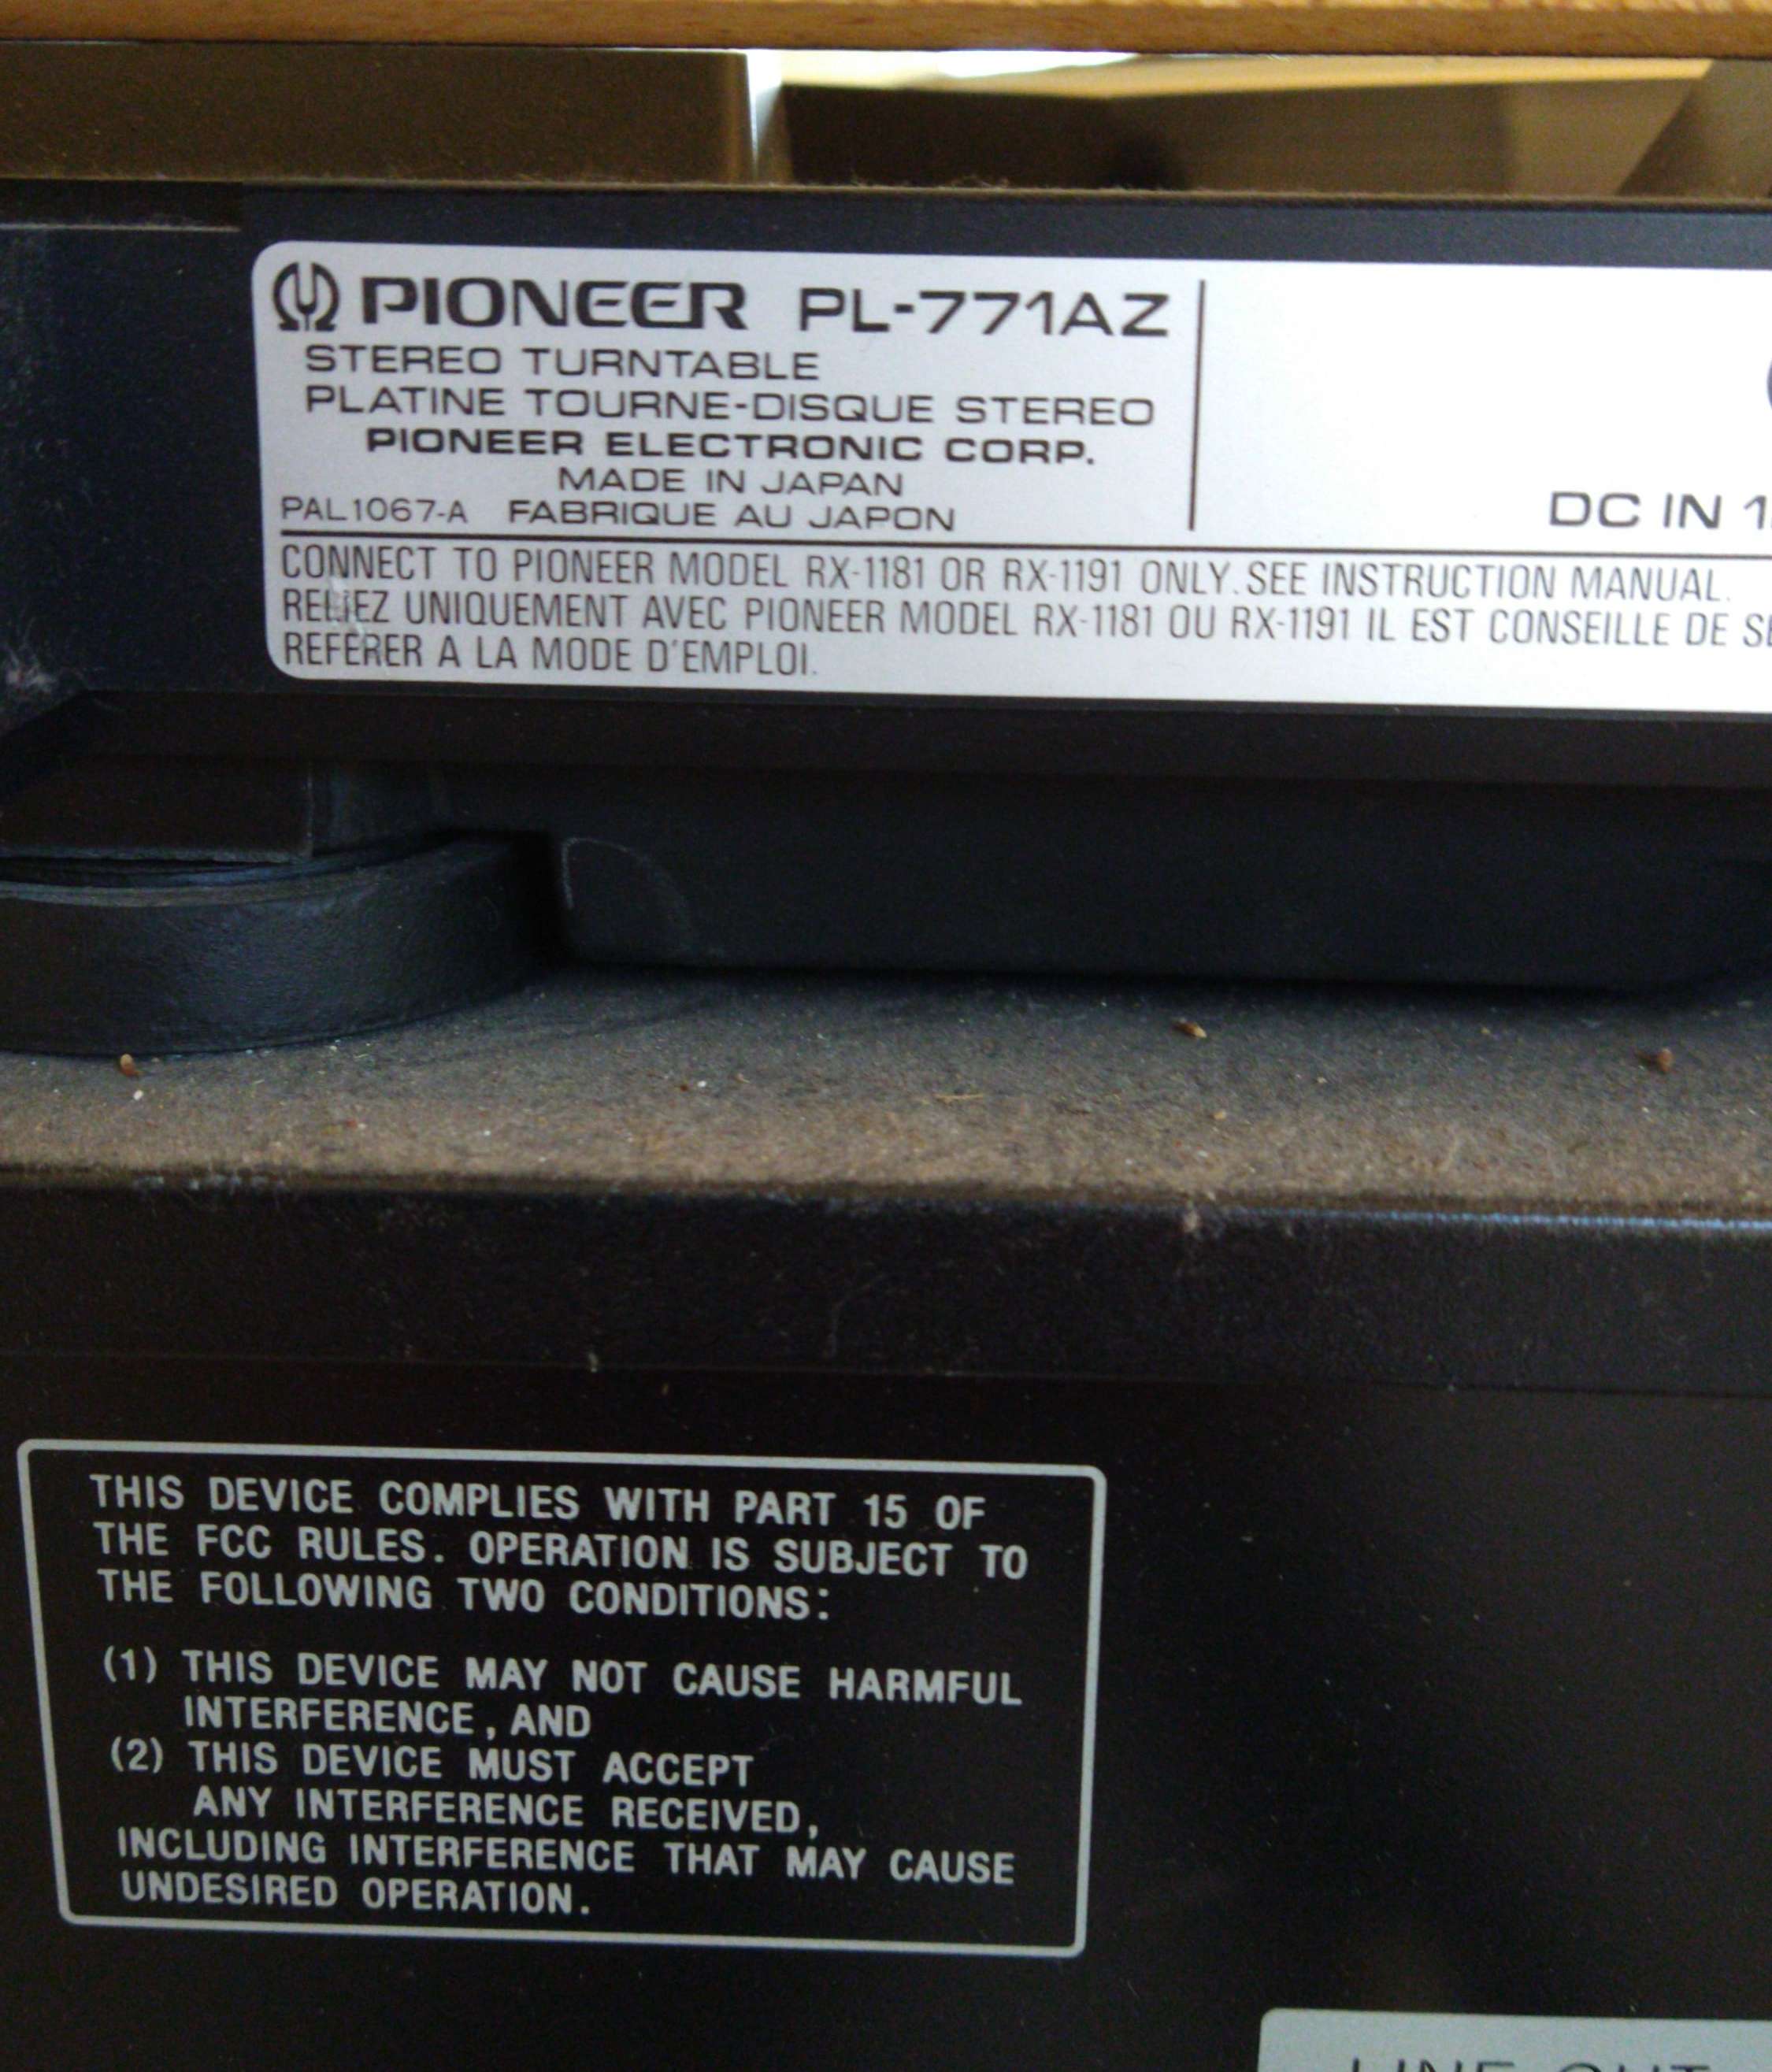 PIONEER PL-771AZ
STEREO TURNTABLE
PLATINE TOURNE-DISQUE STEREO
PIONEER ELECTRONIC CORP.
MADE IN JAPAN
PAL1067-A FABRIQUE AU JAPON
DC IN
CONNECT TO PIONEER MODEL RX-1181 OR RX-1191 ONLY. SEE INSTRUCTION MANUAL.
RELIEZ UNIQUEMENT AVEC PIONEER MODEL RX-1181 OU RX-1191 IL EST CONSEILLE DE
REFERER A LA MODE D'EMPLOI.
THIS DEVICE COMPLIES WITH PART 15 OF
THE FCC RULES. OPERATION IS SUBJECT TO
THE FOLLOWING TWO CONDITIONS:
(1) THIS DEVICE MAY NOT CAUSE HARMFUL
INTERFERENCE, AND
(2) THIS DEVICE MUST ACCEPT
ANY INTERFERENCE RECEIVED,
INCLUDING INTERFERENCE THAT MAY CAUSE
UNDESIRED OPERATION.
LINE OUT